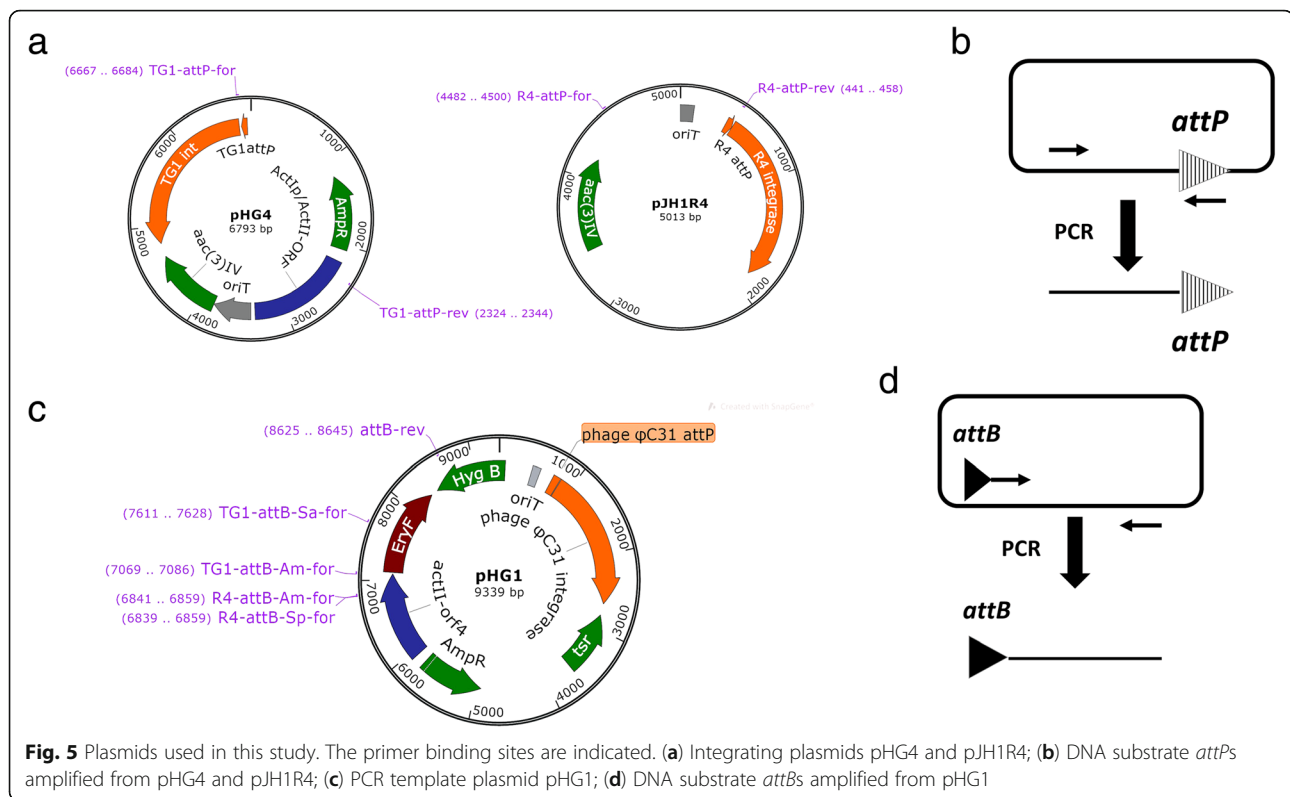 a
(6667 .. 6684) TG1-attP-for
6000
1000
TG1 int
TG1attP
ActIp/ActII-ORF
AmpR
pHG4
6793 bp
5000
2000
aac(3)IV
oriT
4000
3000
TG1-attP-rev (2324 .. 2344)
(4482 .. 4500) R4-attP-for
5000
R4-attP-rev (441 .. 458)
oriT
R4 attP
R4 integrase
1000
4000
aac(3)IV
pJH1R4
5013 bp
3000
2000
b
attP
PCR
attP
c
Created with SnapGene®
(8625 .. 8645) attB-rev
phage φC31 attP
9000
Hyg B
oriT
1000
8000
EryF
phage φC31 integrase
2000
(7611 .. 7628) TG1-attB-Sa-for
(7069 .. 7086) TG1-attB-Am-for
(6841 .. 6859) R4-attB-Am-for
(6839 .. 6859) R4-attB-Sp-for
7000
actII-orf4
pHG1
9339 bp
3000
tsr
AmpR
6000
5000
4000
d
attB
PCR
attB
Fig. 5 Plasmids used in this study. The primer binding sites are indicated. (a) Integrating plasmids pHG4 and pJH1R4; (b) DNA substrate attPs
amplified from pHG4 and pJH1R4; (c) PCR template plasmid pHG1; (d) DNA substrate attBs amplified from pHG1